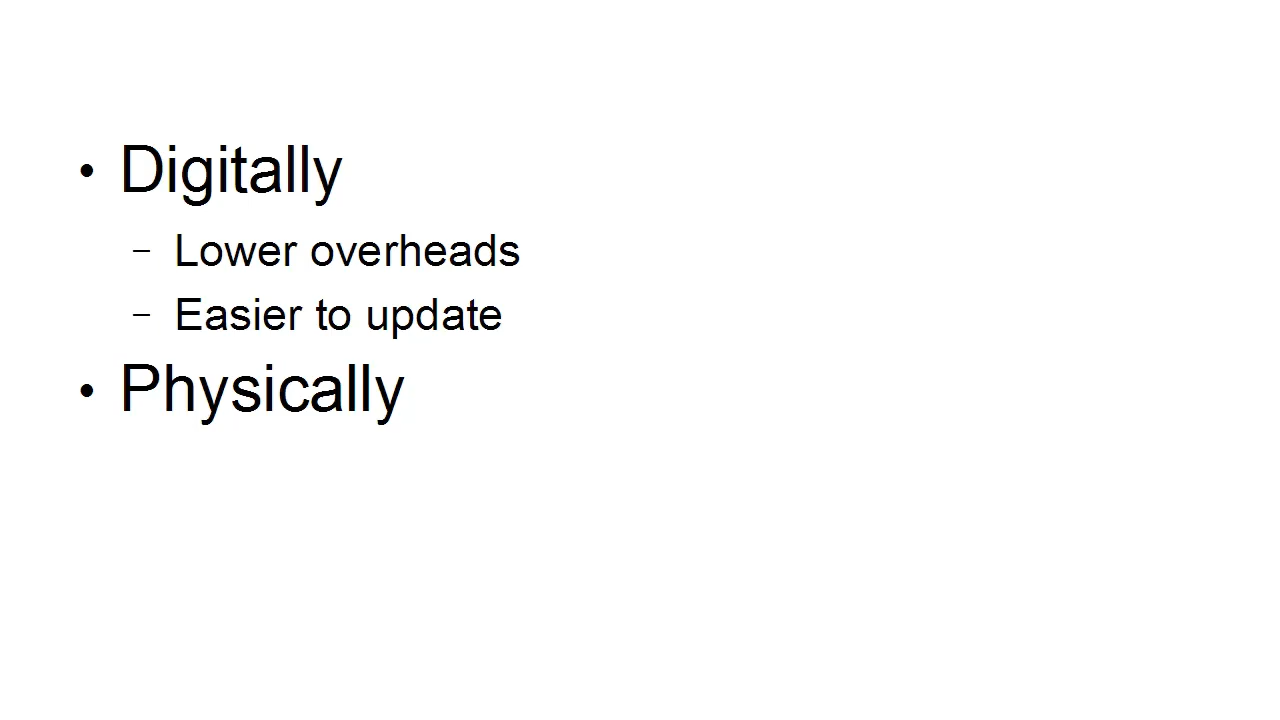 • Digitally
– Lower overheads
– Easier to update
• Physically